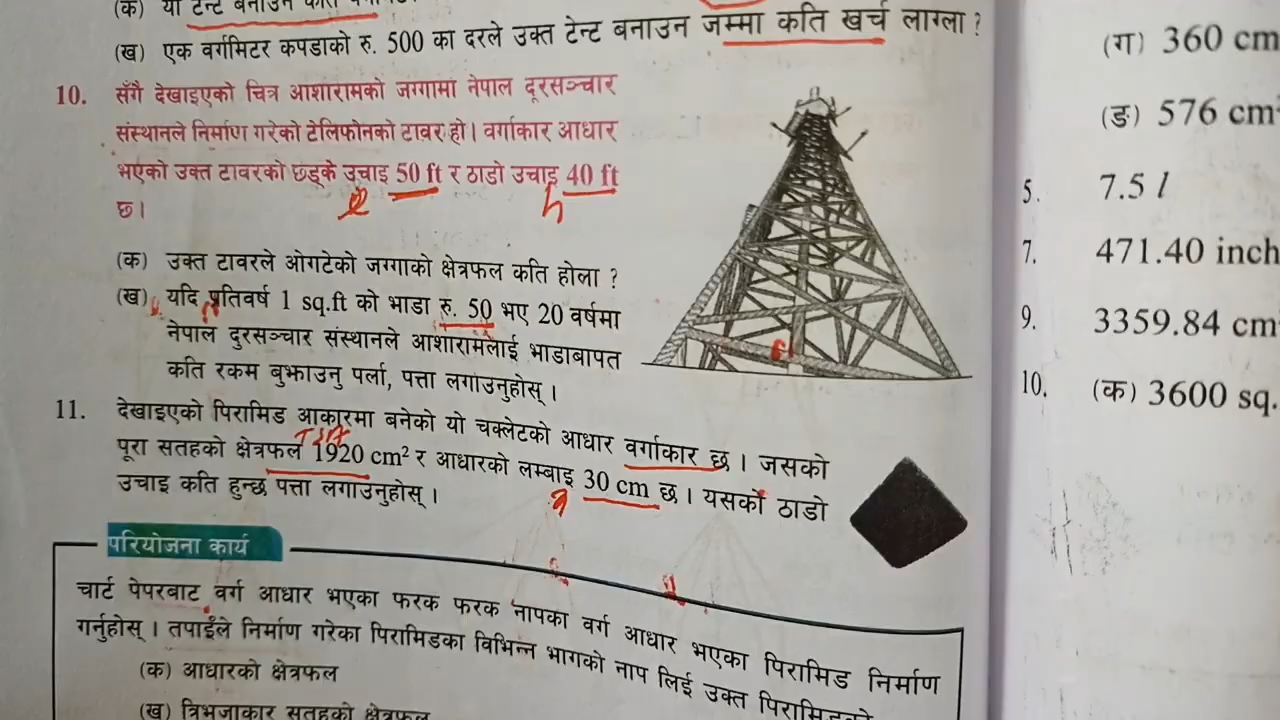 (क) यो टेन्ट बनाउन
(ख) एक वर्गमिटर कपडाको रु. 500 का दरले उक्त टेन्ट बनाउन जम्मा कति खर्च लाग्ला ?
10. सँगै देखाइएको चित्र आशारामको जग्गामा नेपाल दूरसञ्चार
संस्थानले निर्माण गरेको टेलिफोनको टावर हो। वर्गाकार आधार
भएको उक्त टावरको छड्के उचाइ 50 ft र ठाडो उचाइ 40 ft
छ।
l h
(क) उक्त टावरले ओगटेको जग्गाको क्षेत्रफल कति होला ?
(ख) यदि प्रतिवर्ष 1 sq.ft को भाडा रु. 50 भए 20 वर्षमा
नेपाल दुरसञ्चार संस्थानले आशारामलाई भाडाबापत
कति रकम बुझाउनु पर्ला, पत्ता लगाउनुहोस् ।
11. देखाइएको पिरामिड आकारमा बनेको यो चक्लेटको आधार वर्गाकार छ । जसको
TSA
पूरा सतहको क्षेत्रफल 1920 cm² र आधारको लम्बाइ 30 cm छ । यसको ठाडो
उचाइ कति हुन्छ पत्ता लगाउनुहोस् ।
a
परियोजना कार्य
चार्ट पेपरबाट वर्ग आधार भएका फरक फरक नापका वर्ग आधार भएका पिरामिड निर्माण
गर्नुहोस् । तपाईंले निर्माण गरेका पिरामिडका विभिन्न भागको नाप लिई उक्त
(क) आधारको क्षेत्रफल
(ख) त्रिभुजाकार सतहको क्षेत्रफल
(ग) 360 cm
(ङ) 576 cm
5. 7.5 l
7. 471.40 inch
9. 3359.84 cm
10. (क) 3600 sq.